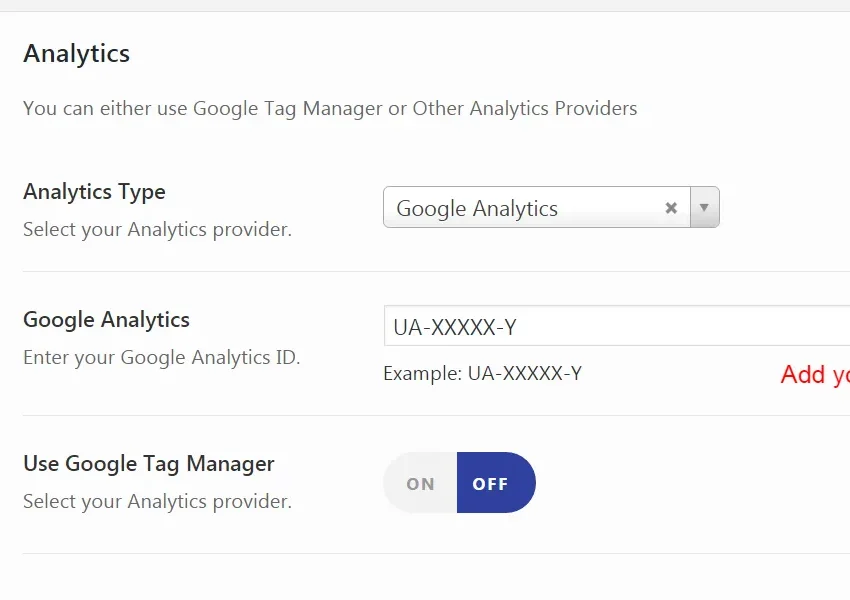 Analytics
You can either use Google Tag Manager or Other Analytics Providers
Analytics Type
Select your Analytics provider.
Google Analytics
Google Analytics
Enter your Google Analytics ID.
UA-XXXXX-Y
Example: UA-XXXXX-Y
Add
Use Google Tag Manager
Select your Analytics provider.
ON OFF